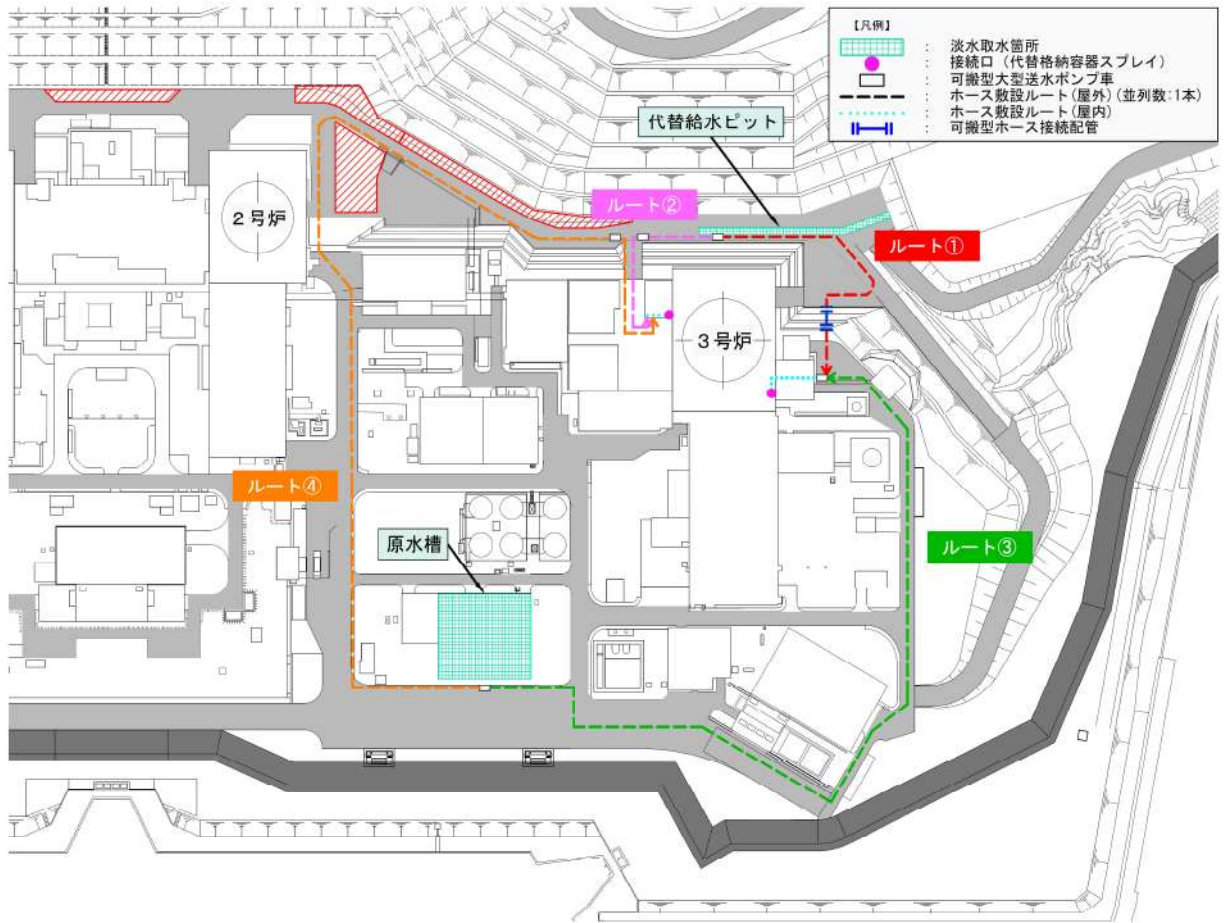 【凡例】
： 淡水取水箇所
： 接続口（代替格納容器スプレイ）
： 可搬型大型送水ポンプ車
： ホース敷設ルート(屋外)(並列数:1本)
： ホース敷設ルート(屋内)
： 可搬型ホース接続配管
代替給水ピット
2号炉
ルート②
ルート①
3号炉
ルート④
原水槽
ルート③